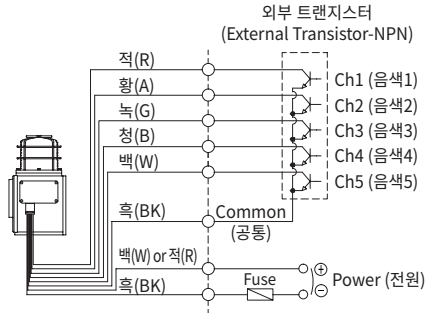 외부 트랜지스터
(External Transistor-NPN)
적(R)
Ch1 (음색1)
황(A)
Ch2 (음색2)
녹(G)
Ch3 (음색3)
청(B)
Ch4 (음색4)
백(W)
Ch5 (음색5)
흑(BK)
Common
(공통)
백(W) or 적(R)
흑(BK)
Fuse
+
-
Power (전원)